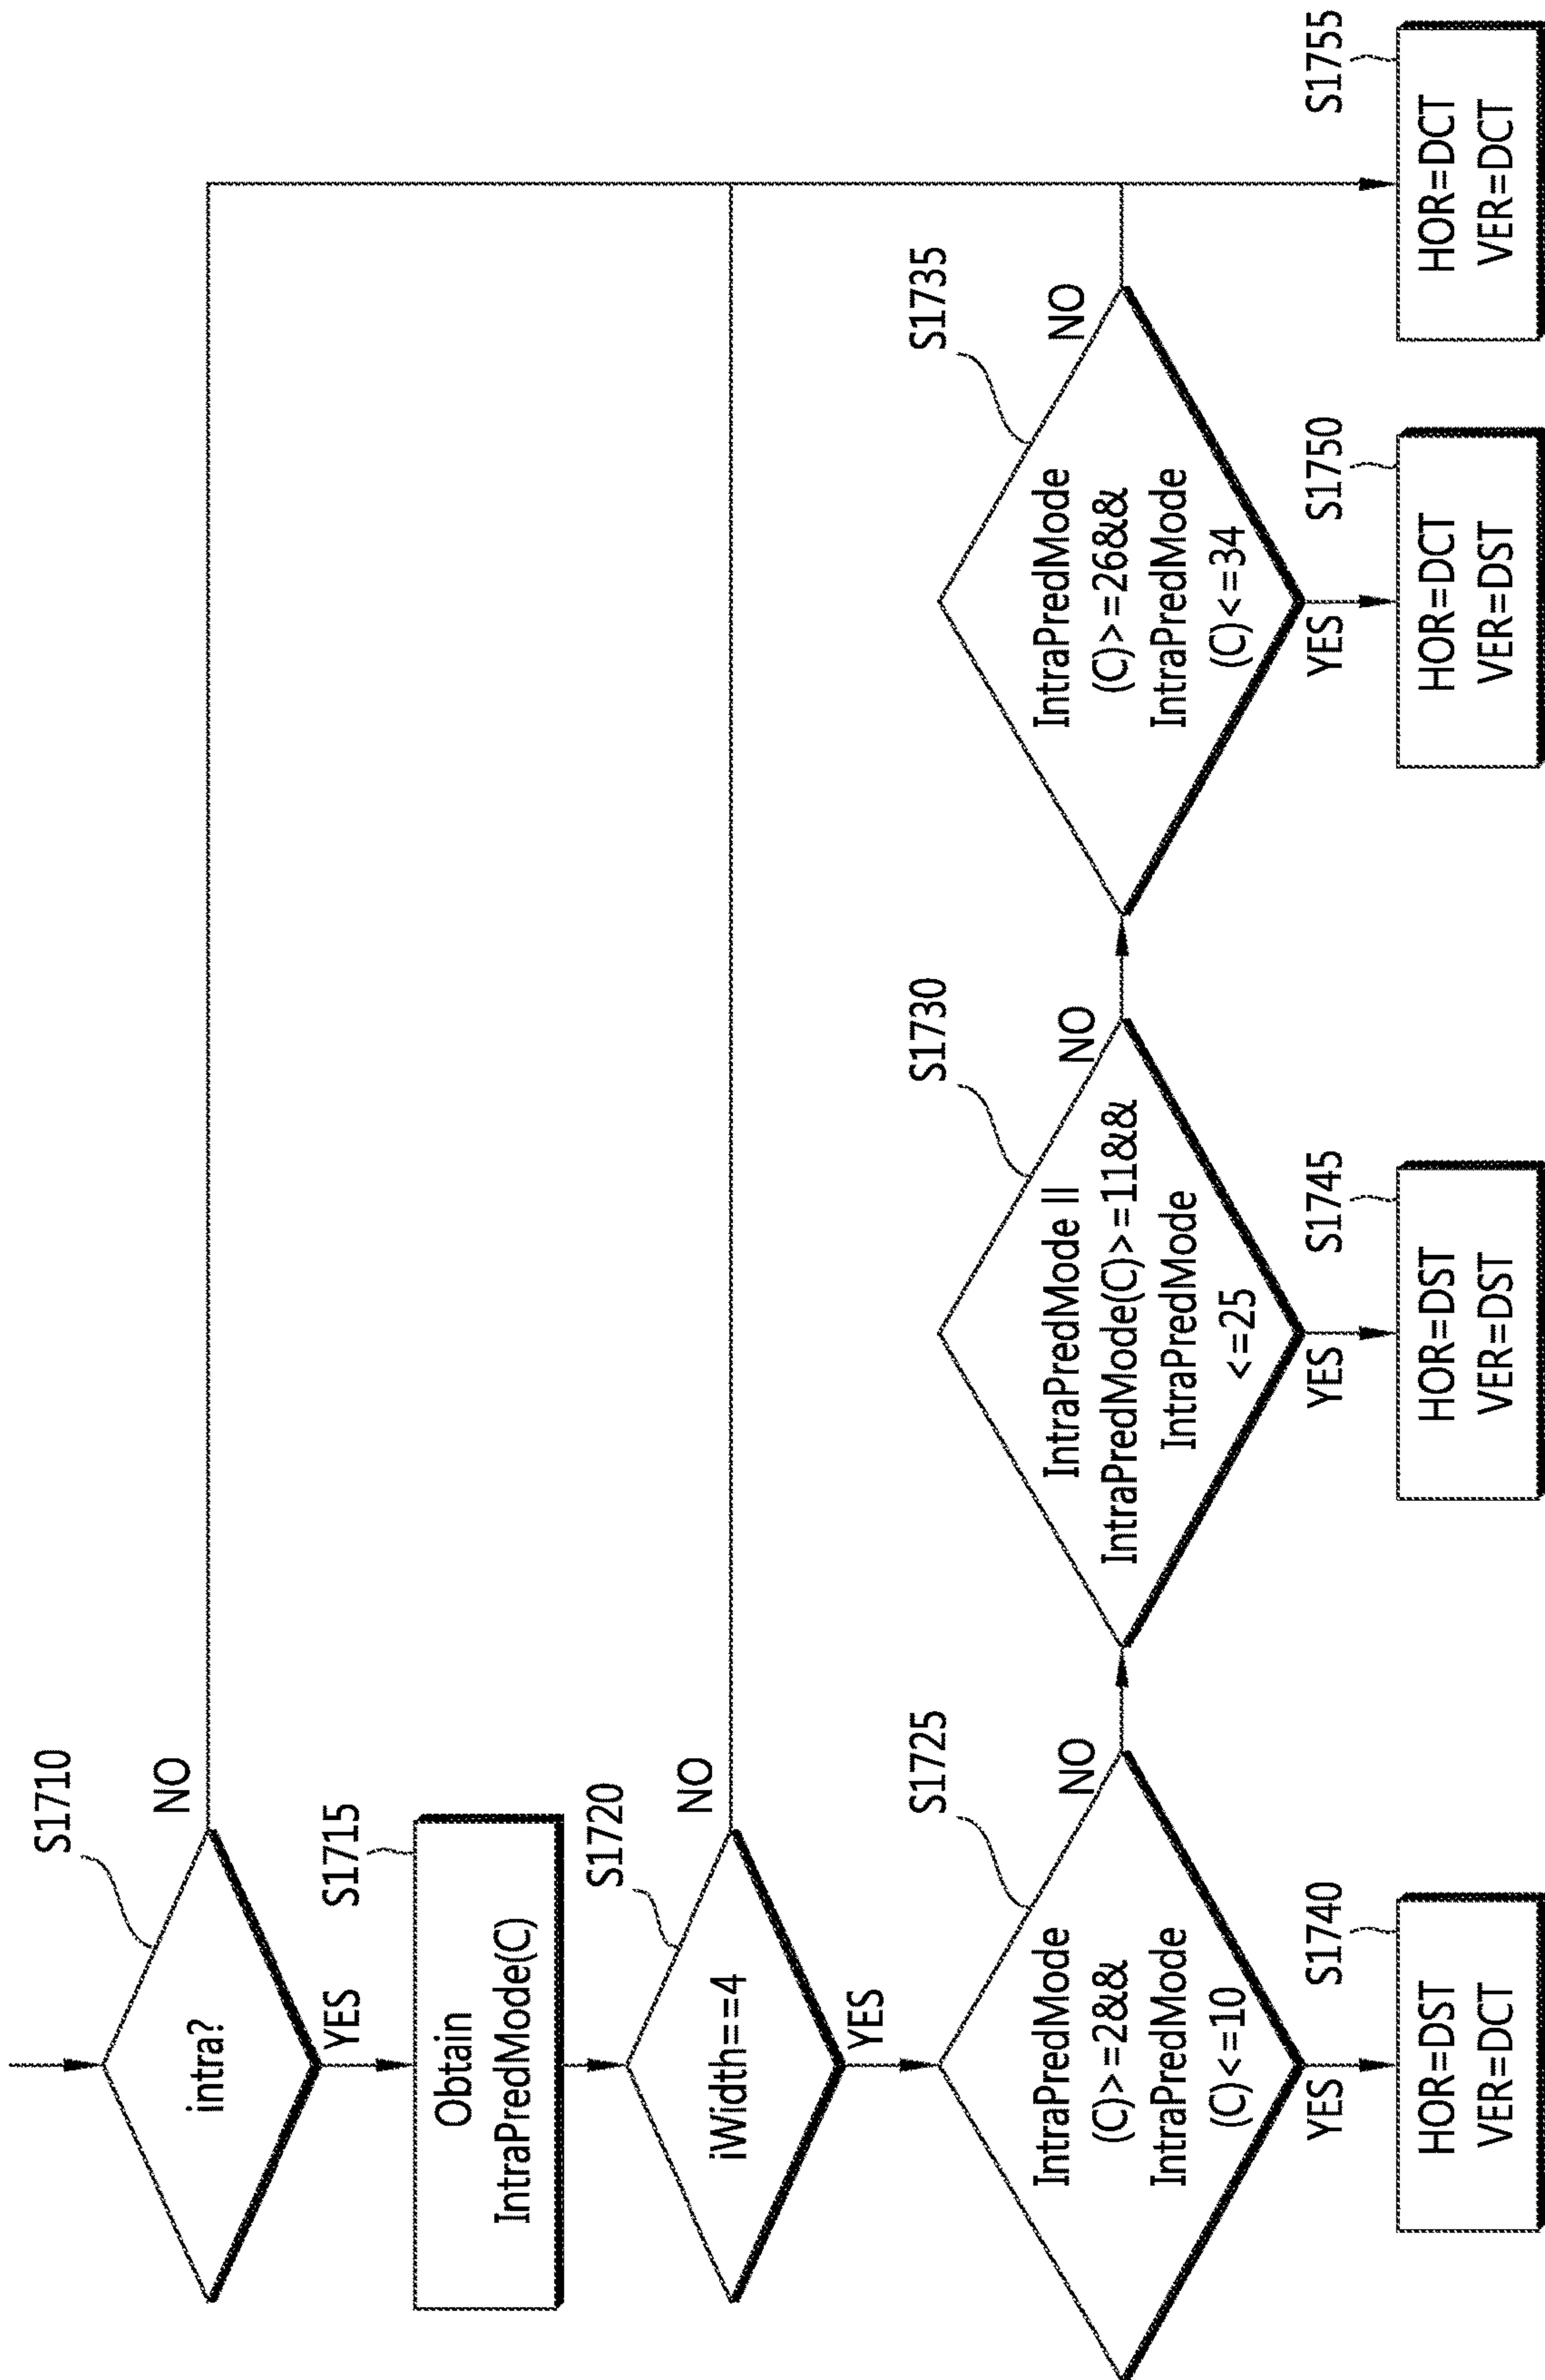 S1710
intra?
NO
YES
S1715
Obtain
IntraPredMode(C)
S1720
iWidth==4
NO
YES
S1725
IntraPredMode
(C)>=2&&
IntraPredMode
(C)<=10
NO
YES
S1730
IntraPredMode ||
IntraPredMode(C)>=11&&
IntraPredMode
<=25
NO
YES
S1735
IntraPredMode
(C)>=26&&
IntraPredMode
(C)<=34
NO
YES
S1740
HOR=DST
VER=DCT
S1745
HOR=DST
VER=DST
S1750
HOR=DCT
VER=DST
S1755
HOR=DCT
VER=DCT